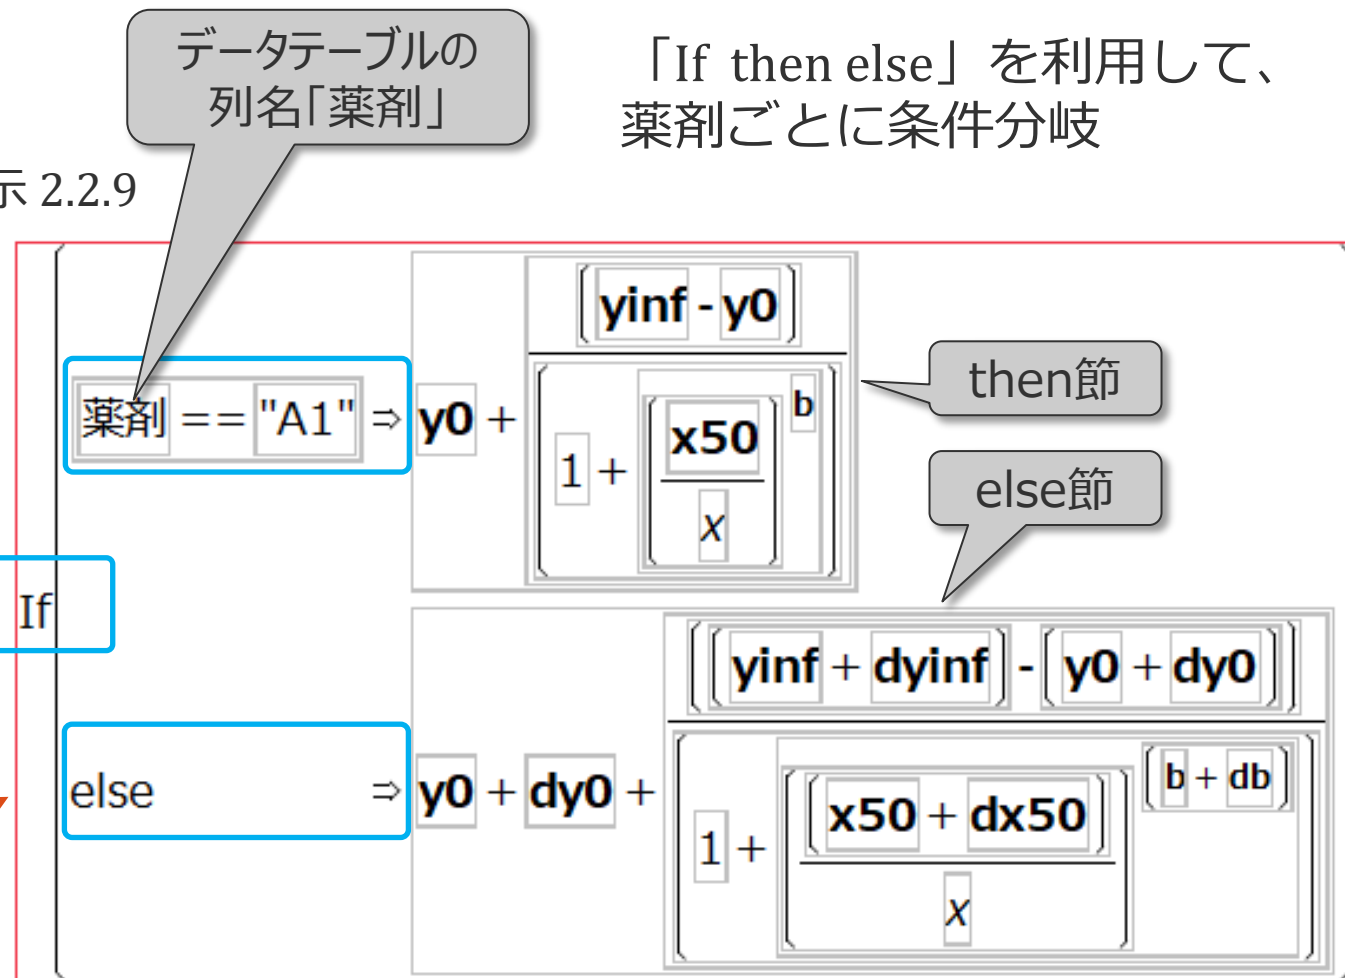 データテーブルの
列名「薬剤」
「If then else」を利用して、
薬剤ごとに条件分岐
示 2.2.9
(yinf - y0)
薬剤 == "A1" ⇒ y0 +
then節
b
x50
1 +
x
else節
If
((yinf + dyinf) - (y0 + dy0))
else ⇒ y0 + dy0 +
(b + db)
(x50 + dx50)
1 +
x